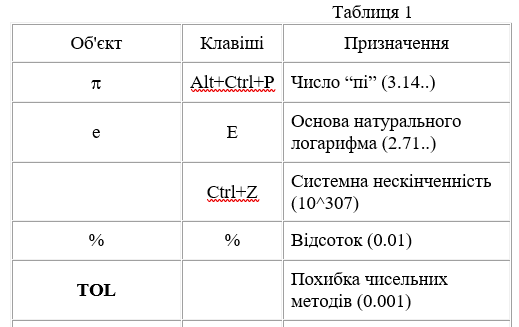 Таблиця 1
Об'єкт Клавіші Призначення
π Alt+Ctrl+P Число “пі” (3.14..)
e E Основа натурального
логарифма (2.71..)
Ctrl+Z Системна нескінченність
(10^307)
% % Відсоток (0.01)
TOL Похибка чисельних
методів (0.001)